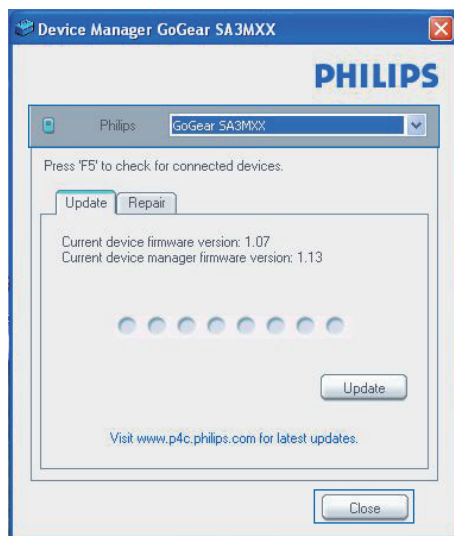 Device Manager GoGear SA3MXX
PHILIPS
Philips GoGear SA3MXX
Press 'F5' to check for connected devices.
Update Repair
Current device firmware version: 1.07
Current device manager firmware version: 1.13
Update
Visit www.p4c.philips.com for latest updates.
Close